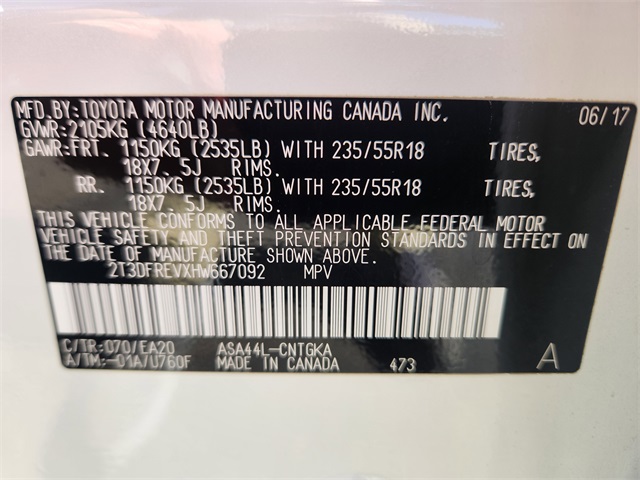 MFD.BY:TOYOTA MOTOR MANUFACTURING CANADA INC. 06/17
GVWR:2105KG (4640LB)
GAWR:FRT. 1150KG (2535LB) WITH 235/55R18 TIRES,
18X7. 5J RIMS.
RR. 1150KG (2535LB) WITH 235/55R18 TIRES,
18X7. 5J RIMS.
THIS VEHICLE CONFORMS TO ALL APPLICABLE FEDERAL MOTOR
VEHICLE SAFETY AND THEFT PREVENTION STANDARDS IN EFFECT ON
THE DATE OF MANUFACTURE SHOWN ABOVE.
2T3DFREVXHW667092 MPV
C/TR:070/EA20 ASA44L-CNTGKA A
A/TM:-01A/U760F MADE IN CANADA 473